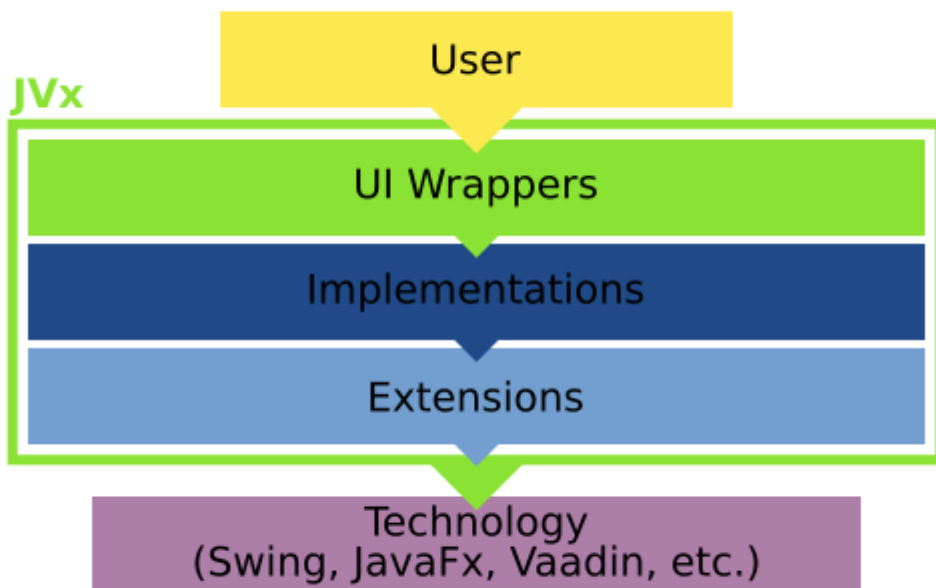 User
JVx
UI Wrappers
Implementations
Extensions
Technology
(Swing, JavaFx, Vaadin, etc.)